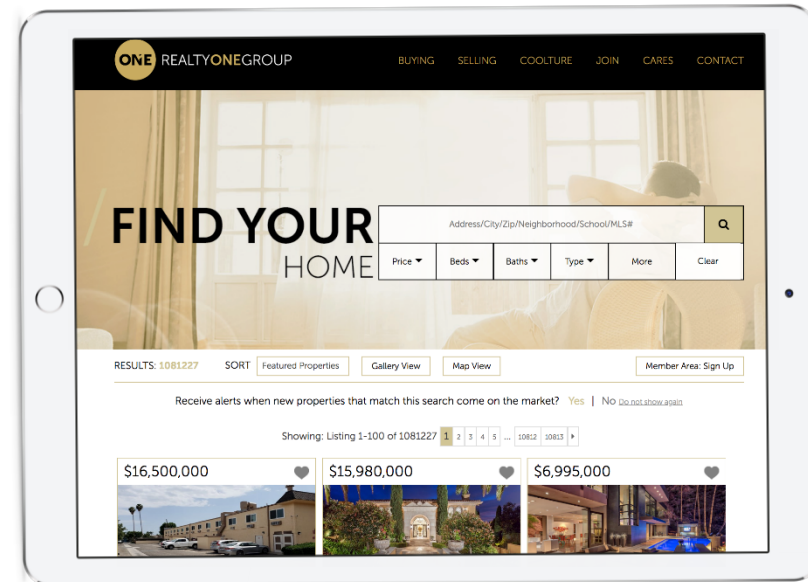 ONE REALTYONEGROUP BUYING SELLING COOLTURE JOIN CARES CONTACT
/FIND YOUR
HOME
Address/City/Zip/Neighborhood/School/MLS#
Price Beds Baths Type More Clear
RESULTS: 1081227 SORT Featured Properties Gallery View Map View Member Area: Sign Up
Receive alerts when new properties that match this search come on the market? Yes | No Do not show again
Showing: Listing 1-100 of 1081227 1 2 3 4 5 ... 10812 10813
$16,500,000 $15,980,000 $6,995,000